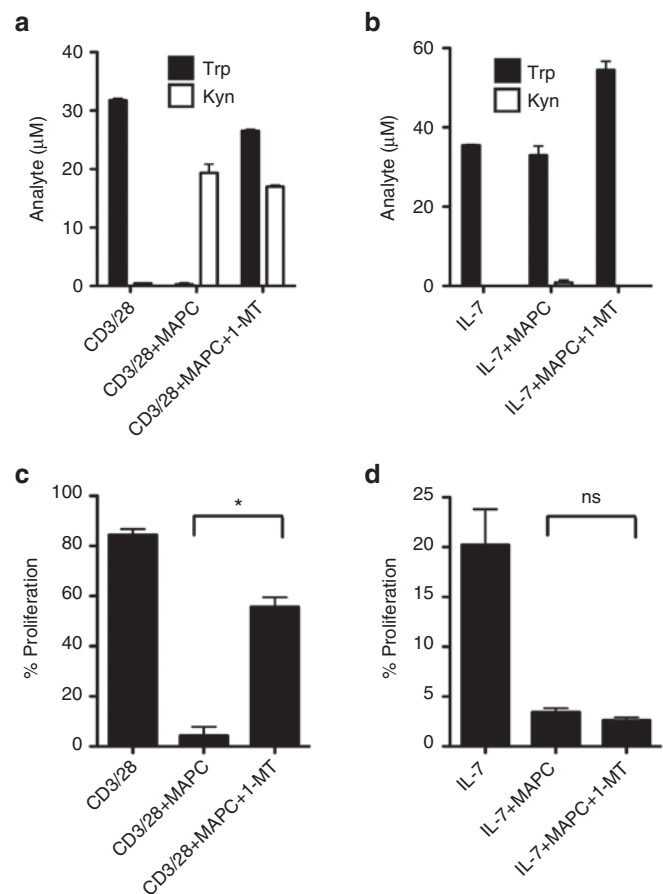 a
40
30
20
10
0
Analyte (μM)
Trp
Kyn
CD3/28
CD3/28+MAPC
CD3/28+MAPC+1-MT
b
60
40
20
0
Analyte (μM)
Trp
Kyn
IL-7
IL-7+MAPC
IL-7+MAPC+1-MT
c
100
80
60
40
20
0
% Proliferation
*
CD3/28
CD3/28+MAPC
CD3/28+MAPC+1-MT
d
25
20
15
10
5
0
% Proliferation
ns
IL-7
IL-7+MAPC
IL-7+MAPC+1-MT